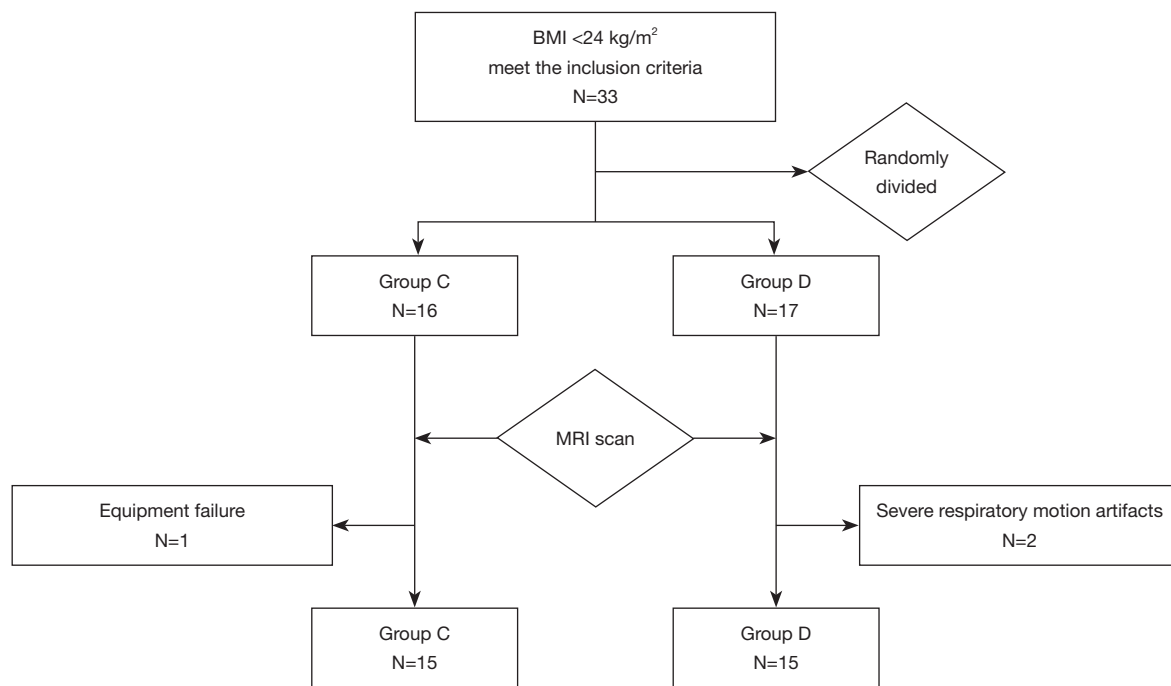 BMI <24 kg/m²
meet the inclusion criteria
N=33
Randomly
divided
Group C
N=16
Group D
N=17
MRI scan
Equipment failure
N=1
Severe respiratory motion artifacts
N=2
Group C
N=15
Group D
N=15